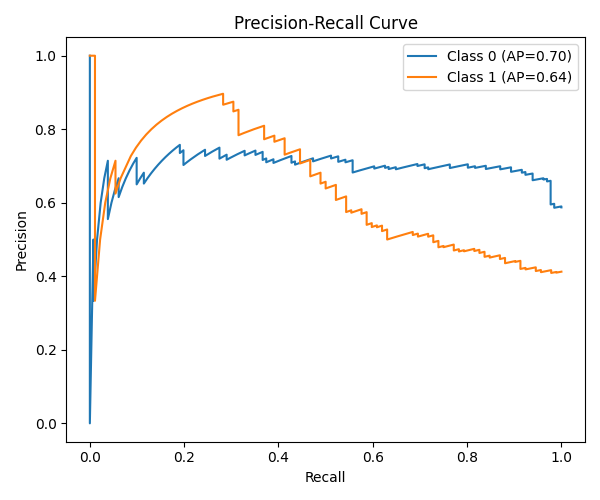 Precision-Recall Curve
Class 0 (AP=0.70)
Class 1 (AP=0.64)
Precision
1.0
0.8
0.6
0.4
0.2
0.0
0.0 0.2 0.4 0.6 0.8 1.0
Recall